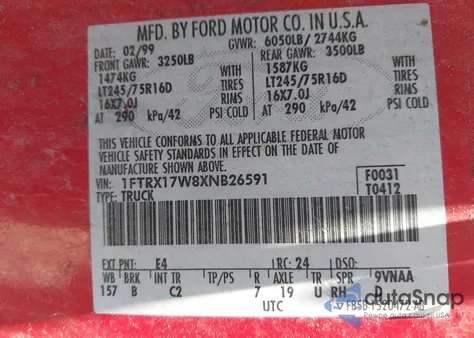 MFD. BY FORD MOTOR CO. IN U.S.A.
DATE: 02/99 GVWR: 6050LB/ 2744KG
FRONT GAWR: 3250LB REAR GAWR: 3500LB
1474KG WITH 1587KG WITH
LT245/75R16D TIRES LT245/75R16D TIRES
16X7.0J RIMS 16X7.0J RIMS
AT 290 kPa/42 PSI COLD AT 290 kPa/42 PSI COLD
THIS VEHICLE CONFORMS TO ALL APPLICABLE FEDERAL MOTOR
VEHICLE SAFETY STANDARDS IN EFFECT ON THE DATE OF
MANUFACTURE SHOWN ABOVE.
VIN: 1FTRX17W8XNB26591 F0031
TYPE: TRUCK T0412
EXT PNT: E4 RC: 24 DSO:
WB BRK INT TR TP/PS R AXLE TR SPR 9VNAA
157 B C2 7 19 U RH D
UTC F85B-1520472-AB
autodatasnap